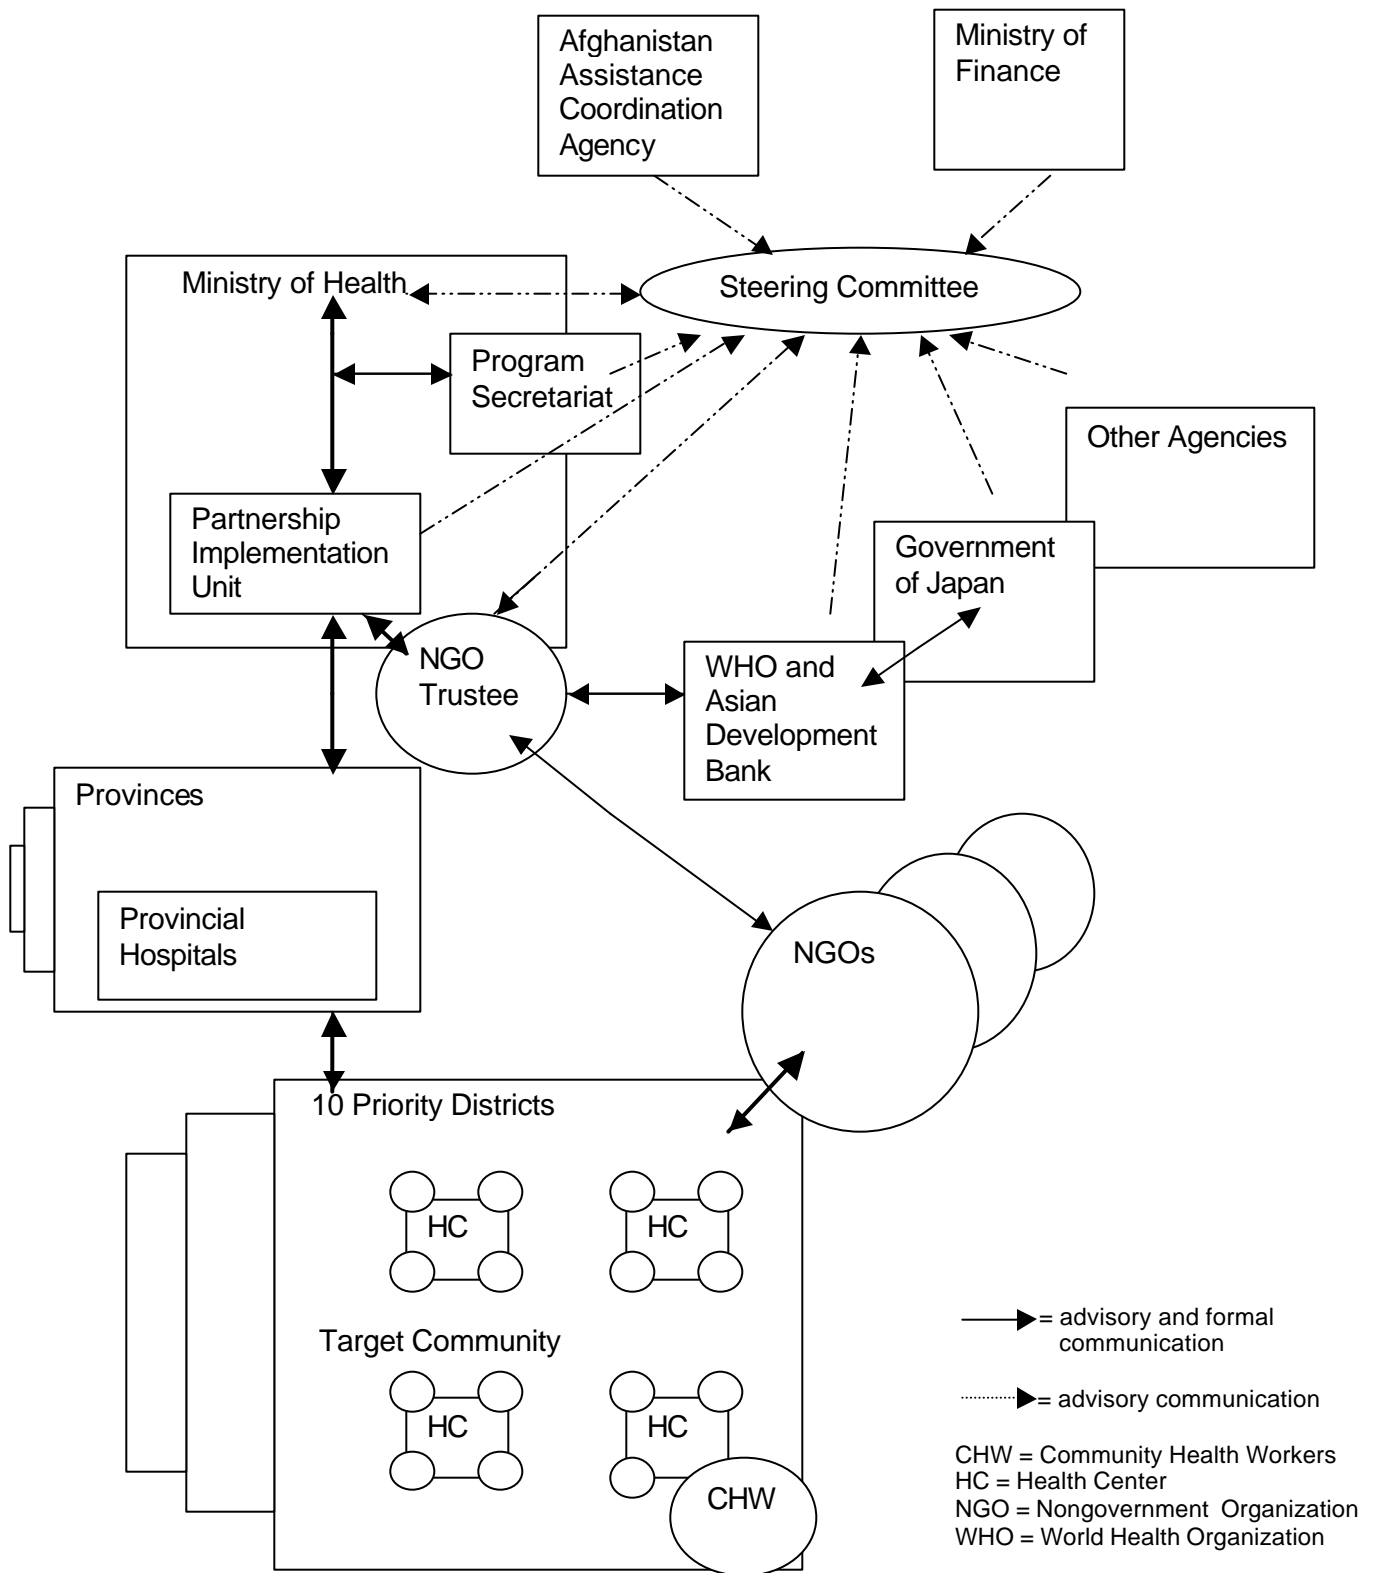 Afghanistan
Assistance
Coordination
Agency
Ministry of
Finance
Ministry of Health
Steering Committee
Program
Secretariat
Other Agencies
Partnership
Implementation
Unit
Government
of Japan
NGO
Trustee
WHO and
Asian
Development
Bank
Provinces
Provincial
Hospitals
NGOs
10 Priority Districts
HC
HC
Target Community
HC
HC
CHW
= advisory and formal
communication
= advisory communication
CHW = Community Health Workers
HC = Health Center
NGO = Nongovernment Organization
WHO = World Health Organization